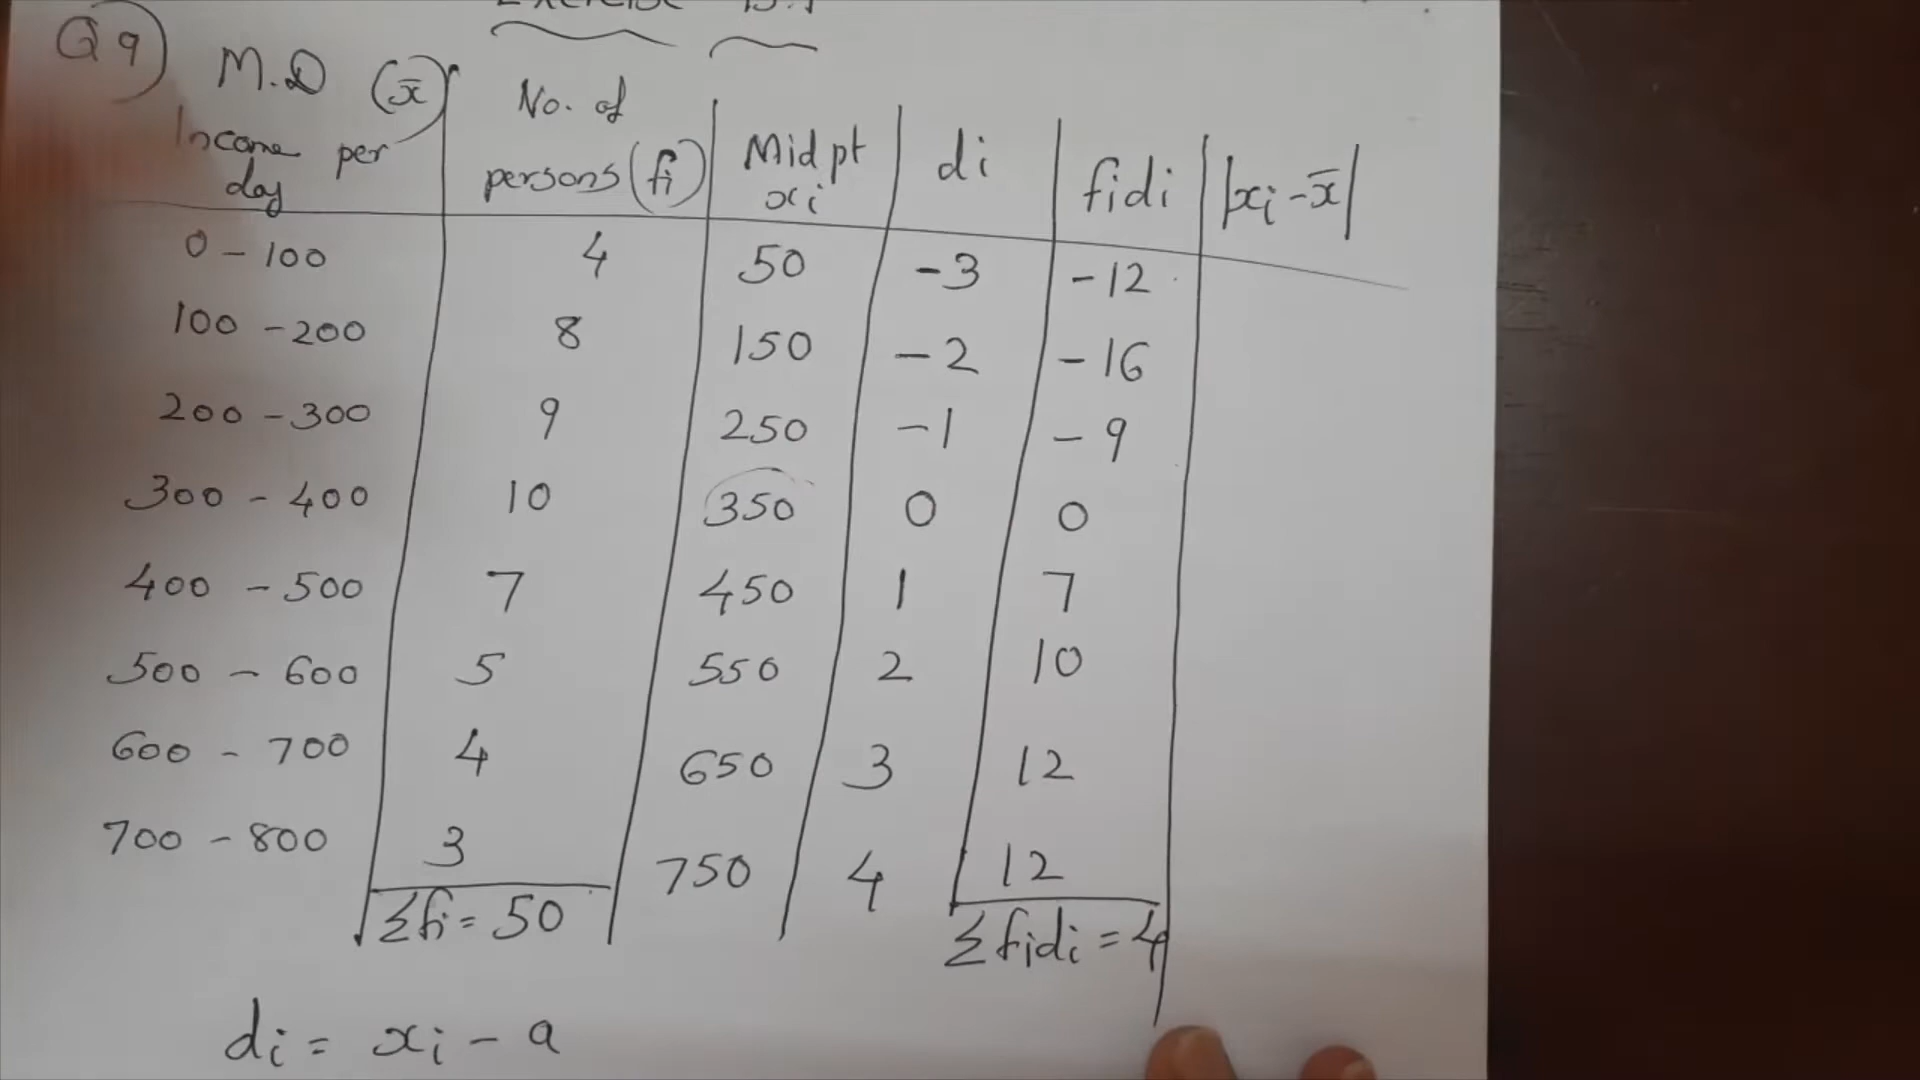 Exercise 15.1
Q9) M.D (x̄)
Income per day | No. of persons (fi) | Mid pt xi | di | fidi | |xi - x̄|
0 - 100 4 50 -3 -12
100 - 200 8 150 -2 -16
200 - 300 9 250 -1 -9
300 - 400 10 350 0 0
400 - 500 7 450 1 7
500 - 600 5 550 2 10
600 - 700 4 650 3 12
700 - 800 3 750 4 12
Σfi = 50 Σfidi = 4
di = xi - a